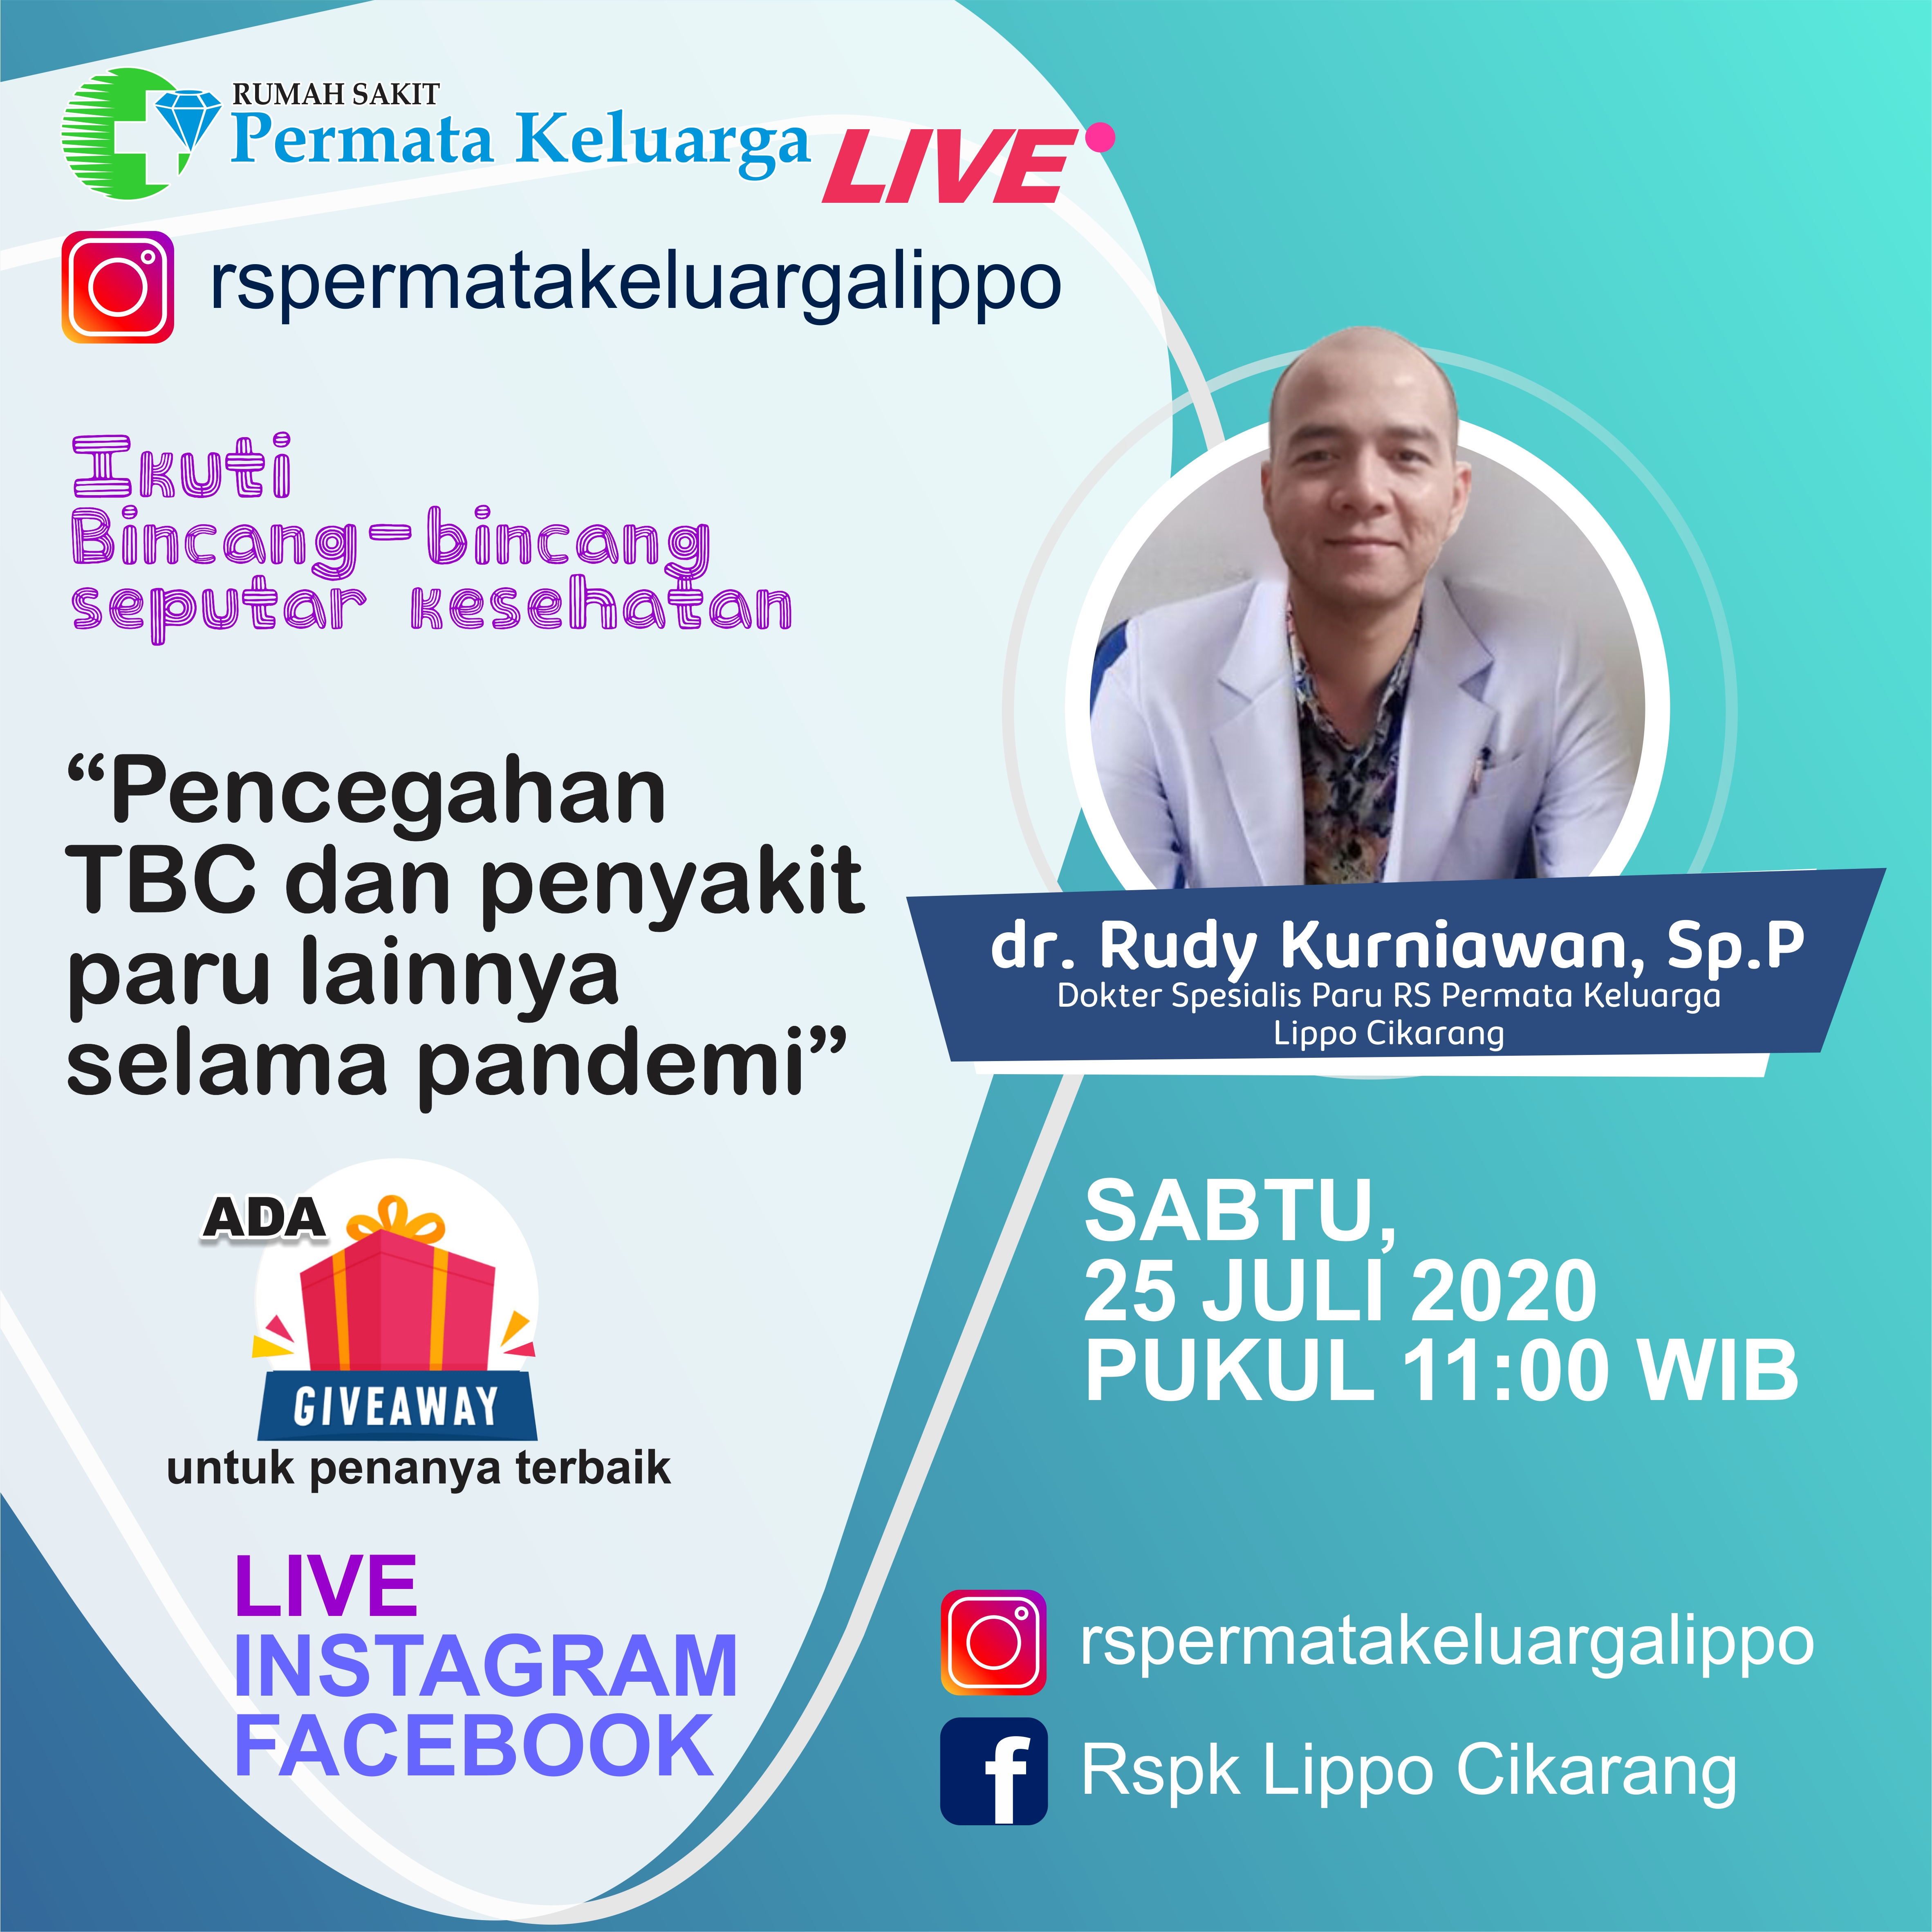 RUMAH SAKIT
Permata Keluarga LIVE
rspermatakeluargalippo
Ikuti
Bincang-bincang
seputar kesehatan
“Pencegahan
TBC dan penyakit
paru lainnya
selama pandemi”
dr. Rudy Kurniawan, Sp.P
Dokter Spesialis Paru RS Permata Keluarga
Lippo Cikarang
ADA
GIVEAWAY
untuk penanya terbaik
SABTU,
25 JULI 2020
PUKUL 11:00 WIB
LIVE
INSTAGRAM
FACEBOOK
rspermatakeluargalippo
f
Rspk Lippo Cikarang